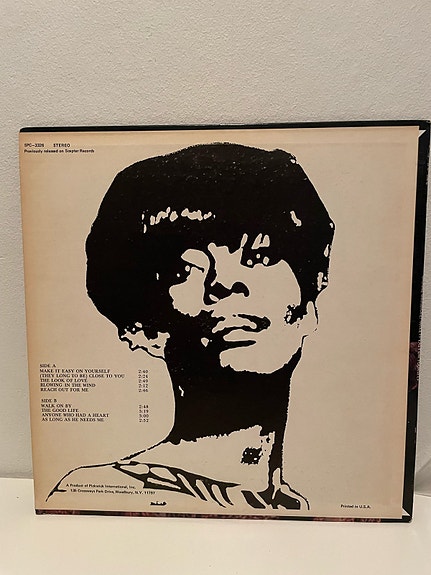 SPC-3326 STEREO
Previously released on Scepter Records
SIDE A
MAKE IT EASY ON YOURSELF 2:46
(THEY LONG TO BE) CLOSE TO YOU 2:24
THE LOOK OF LOVE 2:49
BLOWING IN THE WIND 2:12
REACH OUT FOR ME 2:46
SIDE B
WALK ON BY 2:44
THE GOOD LIFE 3:19
ANYONE WHO HAD A HEART 3:00
AS LONG AS HE NEEDS ME 2:52
A Product of Pickwick International, Inc.
135 Crossways Park Drive, Woodbury, N.Y. 11797
Printed in U.S.A.